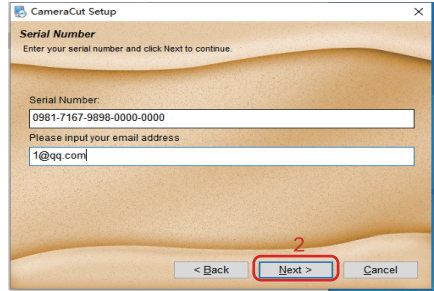 CameraCut Setup
Serial Number
Enter your serial number and click Next to continue.
Serial Number:
0981-7167-9898-0000-0000
Please input your email address
1@qq.com
2
< Back Next > Cancel